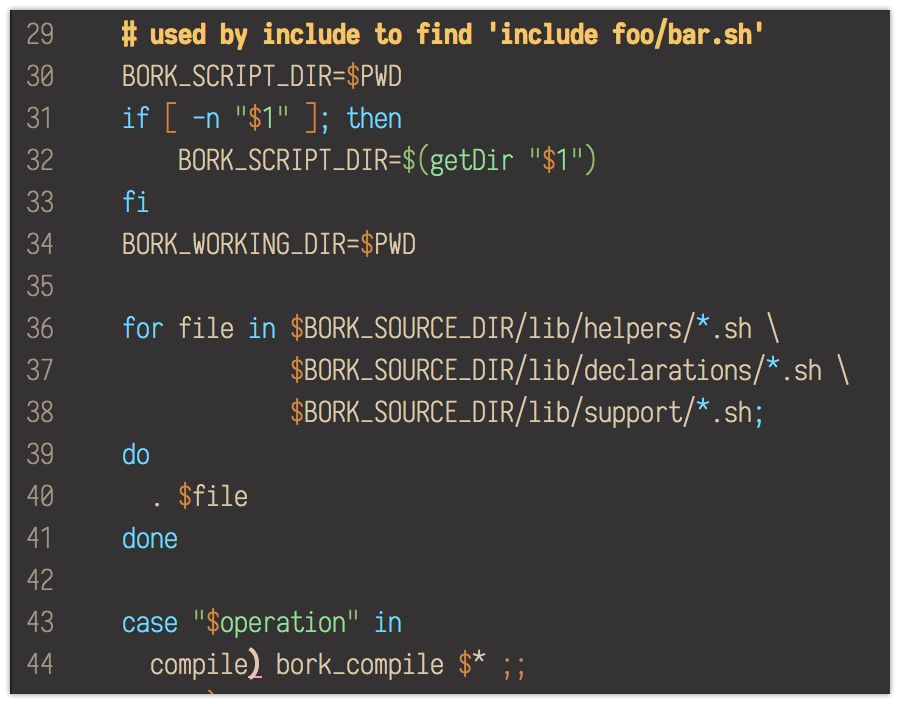 29 # used by include to find 'include foo/bar.sh'
30 BORK_SCRIPT_DIR=$PWD
31 if [ -n "$1" ]; then
32     BORK_SCRIPT_DIR=$(getDir "$1")
33 fi
34 BORK_WORKING_DIR=$PWD
35
36 for file in $BORK_SOURCE_DIR/lib/helpers/*.sh \
37             $BORK_SOURCE_DIR/lib/declarations/*.sh \
38             $BORK_SOURCE_DIR/lib/support/*.sh;
39 do
40   . $file
41 done
42
43 case "$operation" in
44   compile) bork_compile $* ;;